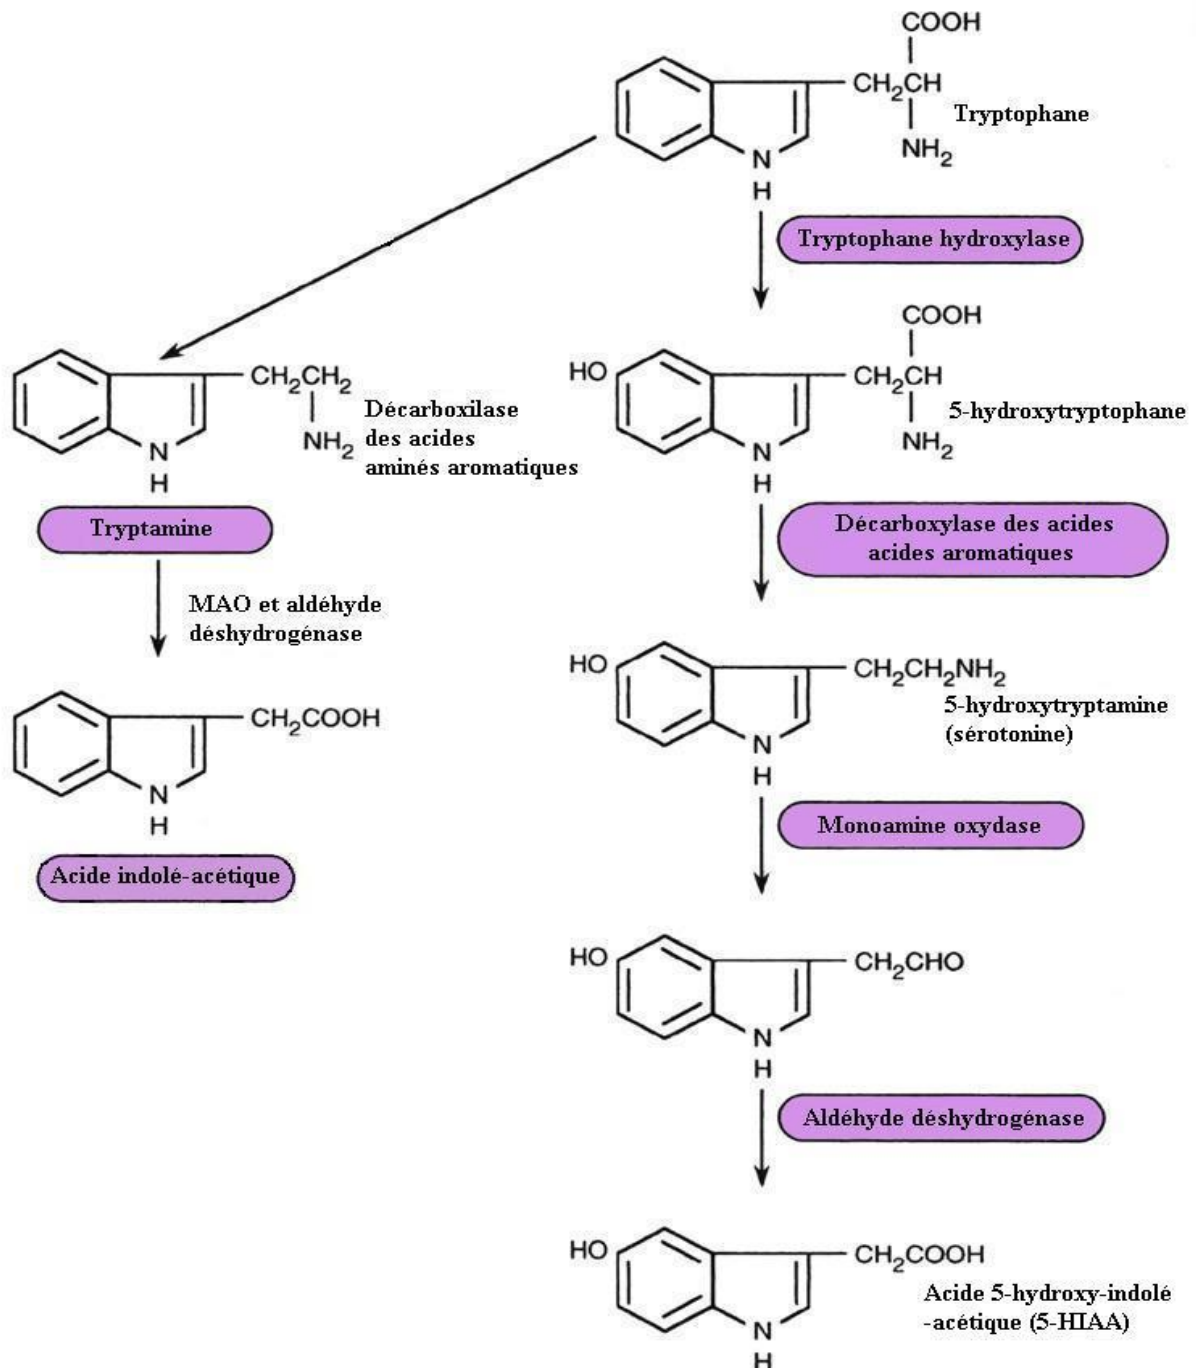 COOH
CH₂CH
Tryptophane
NH₂
N
H
Tryptophane hydroxylase
COOH
CH₂CH₂
HO
CH₂CH
Décarboxilase
des acides
aminés aromatiques
5-hydroxytryptophane
NH₂
NH₂
N
H
N
H
Tryptamine
Décarboxylase des acides
acides aromatiques
MAO et aldéhyde
déshydrogénase
HO
CH₂CH₂NH₂
5-hydroxytryptamine
(sérotonine)
CH₂COOH
N
H
N
H
Monoamine oxydase
Acide indolé-acétique
HO
CH₂CHO
N
H
Aldéhyde déshydrogénase
HO
CH₂COOH
Acide 5-hydroxy-indolé
-acétique (5-HIAA)
N
H